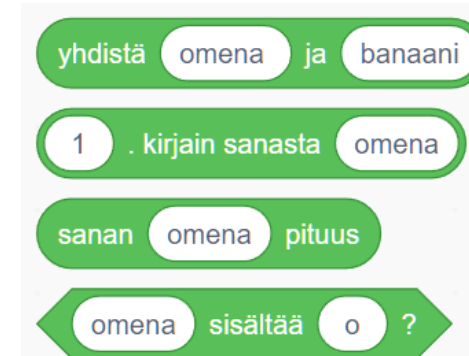 yhdistä omena ja banaani
1 . kirjain sanasta omena
sanan omena pituus
omena sisältää o ?